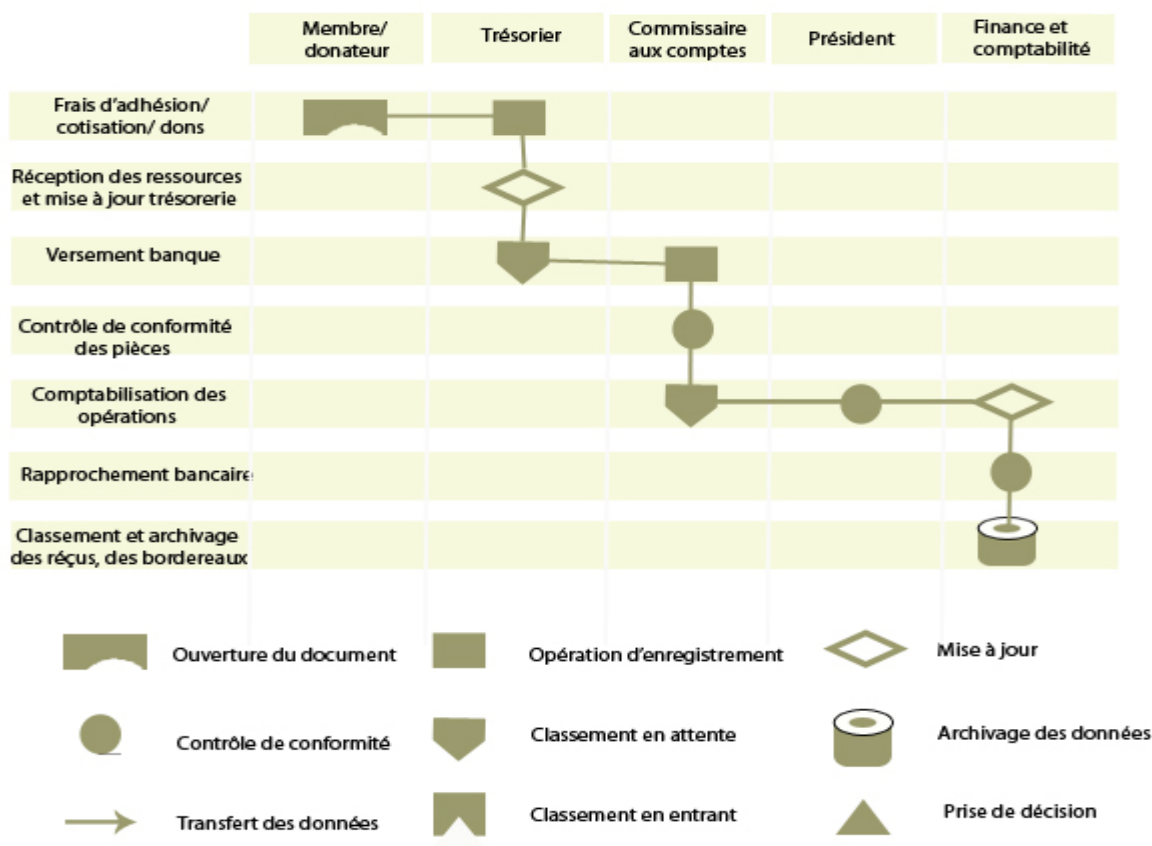 Membre/
donateur
Trésorier
Commissaire
aux comptes
Président
Finance et
comptabilité
Frais d'adhésion/
cotisation/ dons
Réception des ressources
et mise à jour trésorerie
Versement banque
Contrôle de conformité
des pièces
Comptabilisation des
opérations
Rapprochement bancaire
Classement et archivage
des réçus, des bordereaux
Ouverture du document
Opération d'enregistrement
Mise à jour
Contrôle de conformité
Classement en attente
Archivage des données
Transfert des données
Classement en entrant
Prise de décision